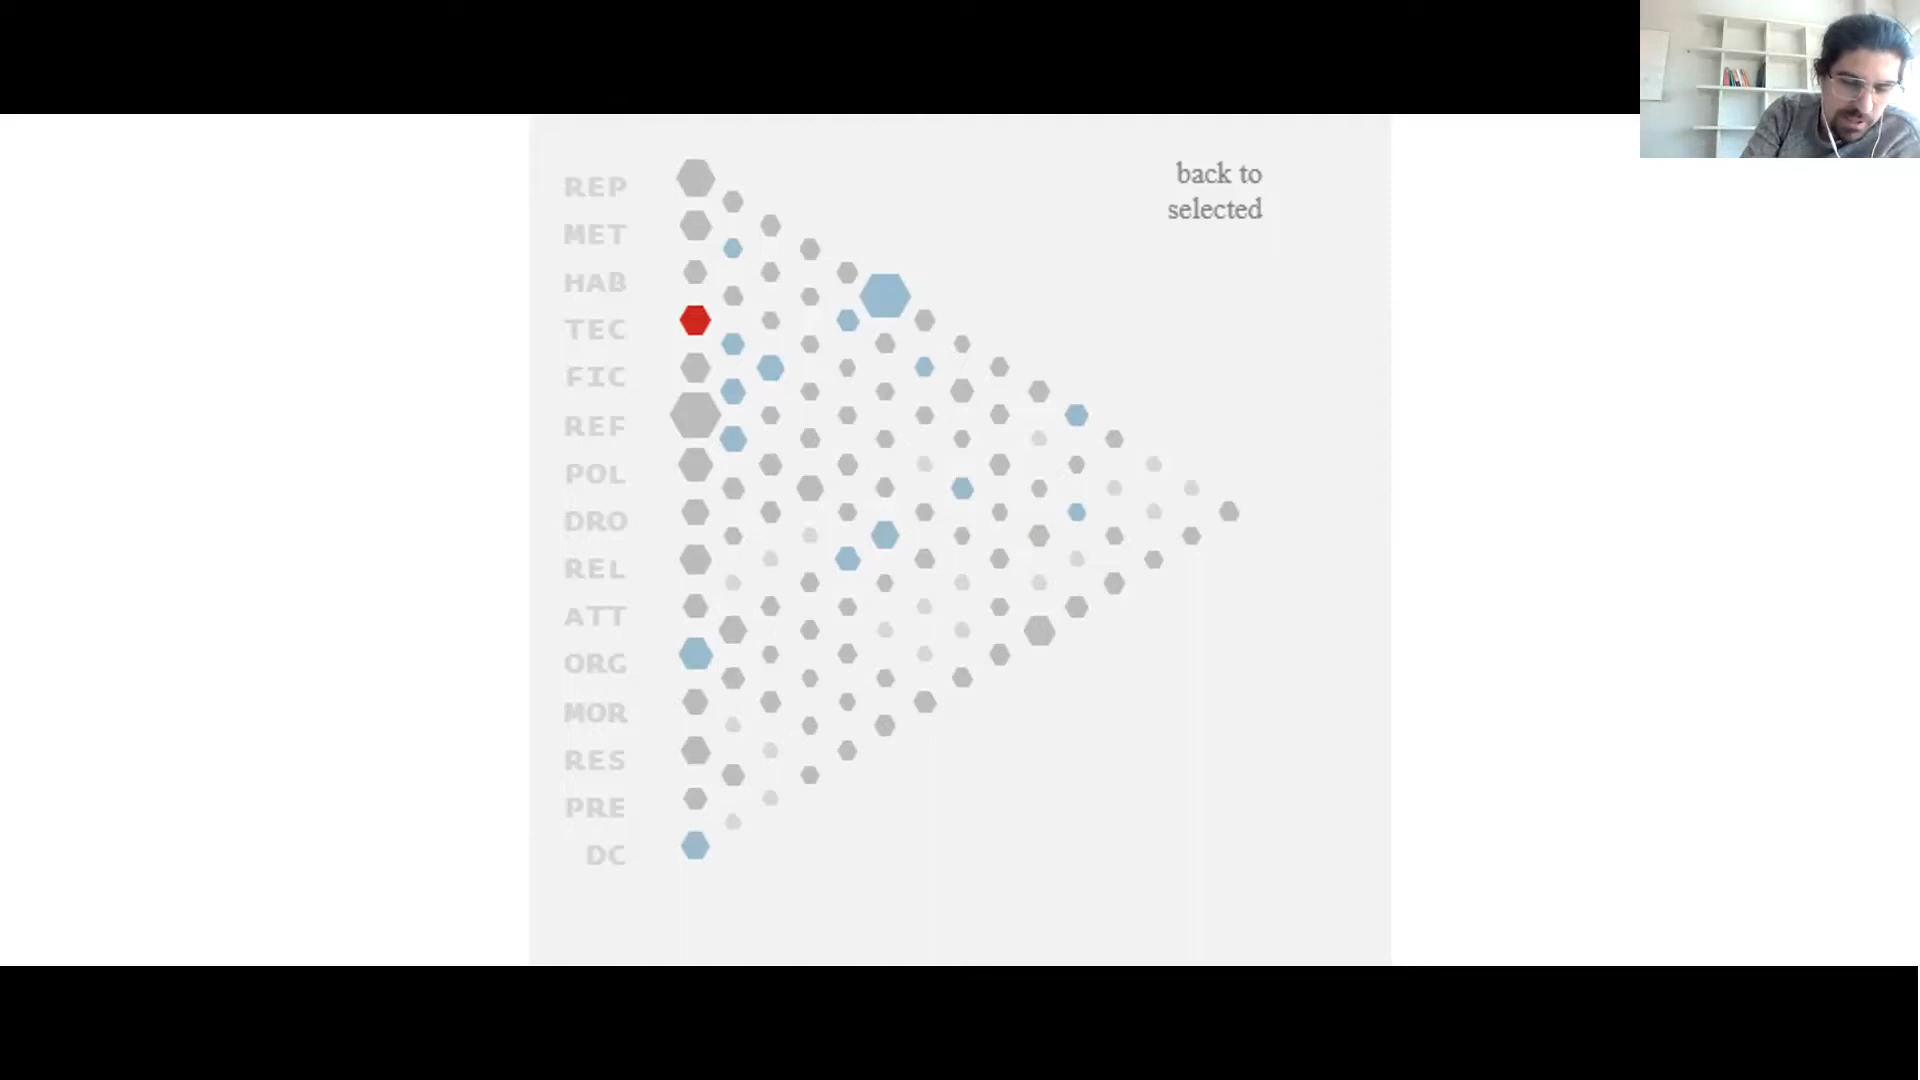 back to
selected
REP
MET
HAB
TEC
FIC
REF
POL
DRO
REL
ATT
ORG
MOR
RES
PRE
DC